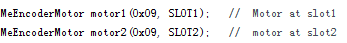 MeEncoderMotor motor1(0x09, SLOT1);   //  Motor at slot1
MeEncoderMotor motor2(0x09, SLOT2);   //  motor at slot2